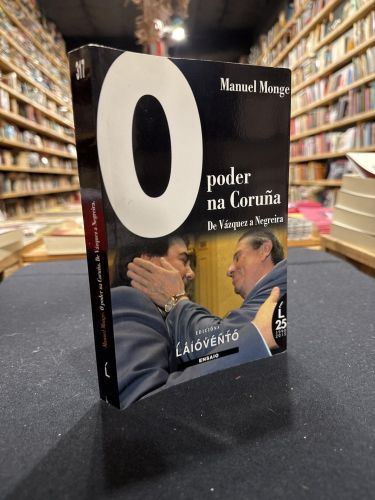 Manuel Monge
O poder
na Coruña
De Vázquez a Negreira
EDICIÓNS
LAIOVENTO
ENSAIO
L
25
317
Manuel Monge. O poder na Coruña. De Vázquez a Negreira.